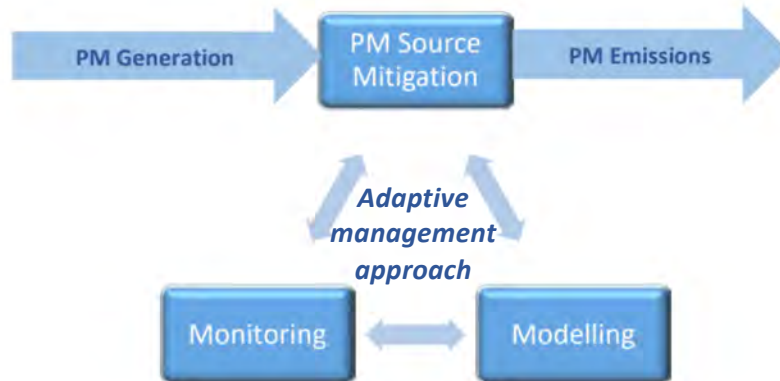 PM Generation
PM Source
Mitigation
PM Emissions
Adaptive
management
approach
Monitoring
Modelling